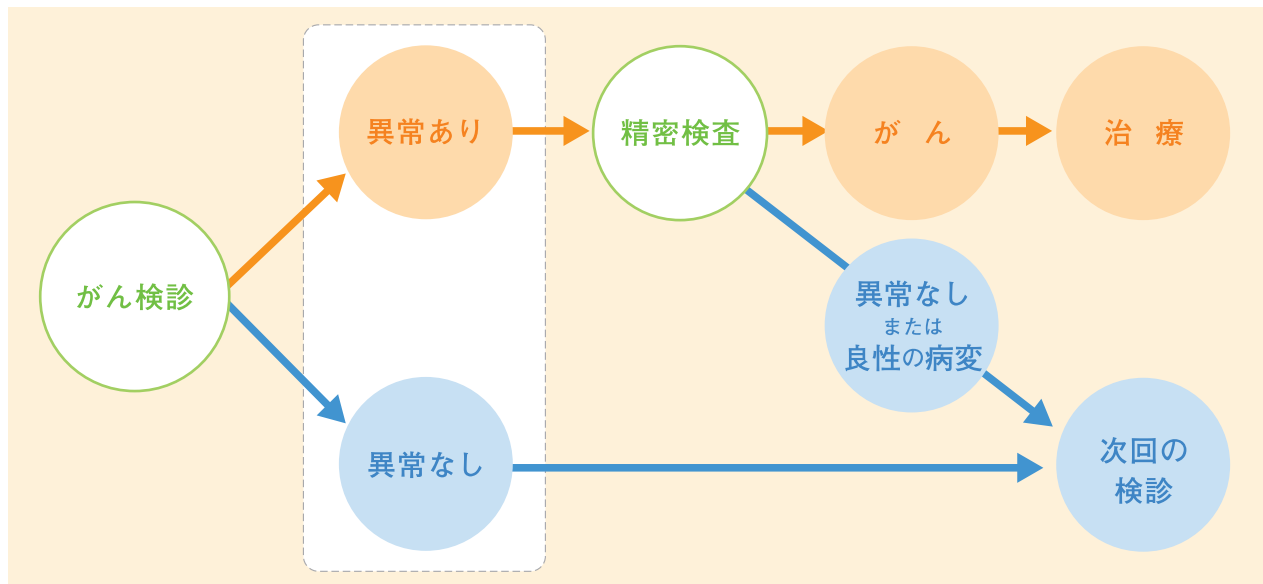 がん検診
異常あり
異常なし
精密検査
がん
治療
異常なし
または
良性の病変
次回の
検診